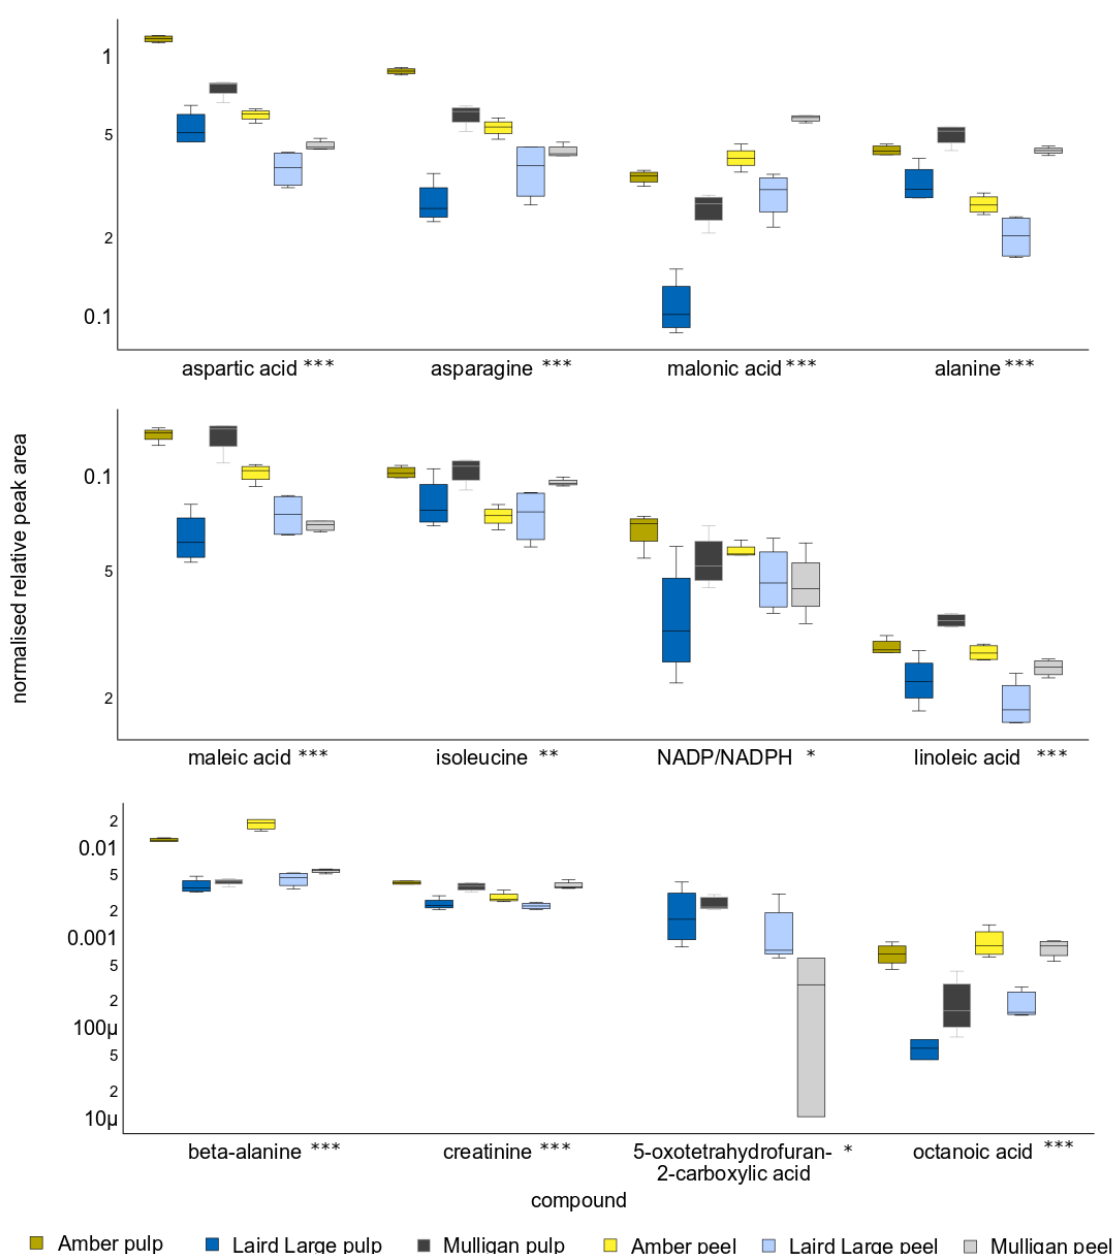 1
5
2
0.1
aspartic acid ***
asparagine ***
malonic acid ***
alanine ***
normalised relative peak area
0.1
5
2
maleic acid ***
isoleucine **
NADP/NADPH *
linoleic acid ***
2
0.01
5
2
0.001
5
2
100µ
5
2
10µ
beta-alanine ***
creatinine ***
5-oxotetrahydrofuran- *
2-carboxylic acid
octanoic acid ***
compound
Amber pulp
Laird Large pulp
Mulligan pulp
Amber peel
Laird Large peel
Mulligan peel